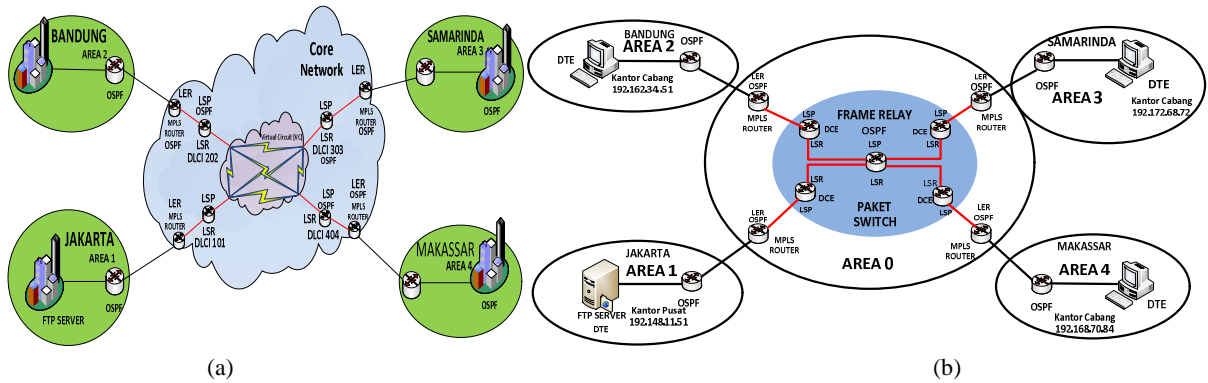 BANDUNG
AREA 2
OSPF
LER
MPLS
ROUTER
OSPF
LSP
OSPF
LSR
DLCI 202
Core
Network
Virtual Circuit (VC)
SAMARINDA
AREA 3
OSPF
LER
MPLS
ROUTER
OSPF
LSP
LSR
DLCI 303
OSPF
JAKARTA
AREA 1
FTP SERVER
OSPF
LER
MPLS
ROUTER
LSP
LSR
DLCI 101
LSP
OSPF
LSR
DLCI 404
LER
OSPF
MPLS
ROUTER
MAKASSAR
AREA 4
OSPF
(a)
BANDUNG
AREA 2
OSPF
DTE
Kantor Cabang
192.162.34.51
LER
OSPF
MPLS
ROUTER
SAMARINDA
OSPF
AREA 3
DTE
Kantor Cabang
192.172.68.72
LER
OSPF
MPLS
ROUTER
FRAME RELAY
OSPF
LSP
LSR
LSP
DCE
LSR
LSP
DCE
LSR
LSR
DCE
LSP
LSR
DCE
LSP
PAKET
SWITCH
AREA 0
LER
OSPF
MPLS
ROUTER
JAKARTA
AREA 1
OSPF
FTP SERVER
DTE
Kantor Pusat
192.148.11.51
LER
OSPF
MPLS
ROUTER
MAKASSAR
AREA 4
OSPF
DTE
Kantor Cabang
192.168.70.84
(b)